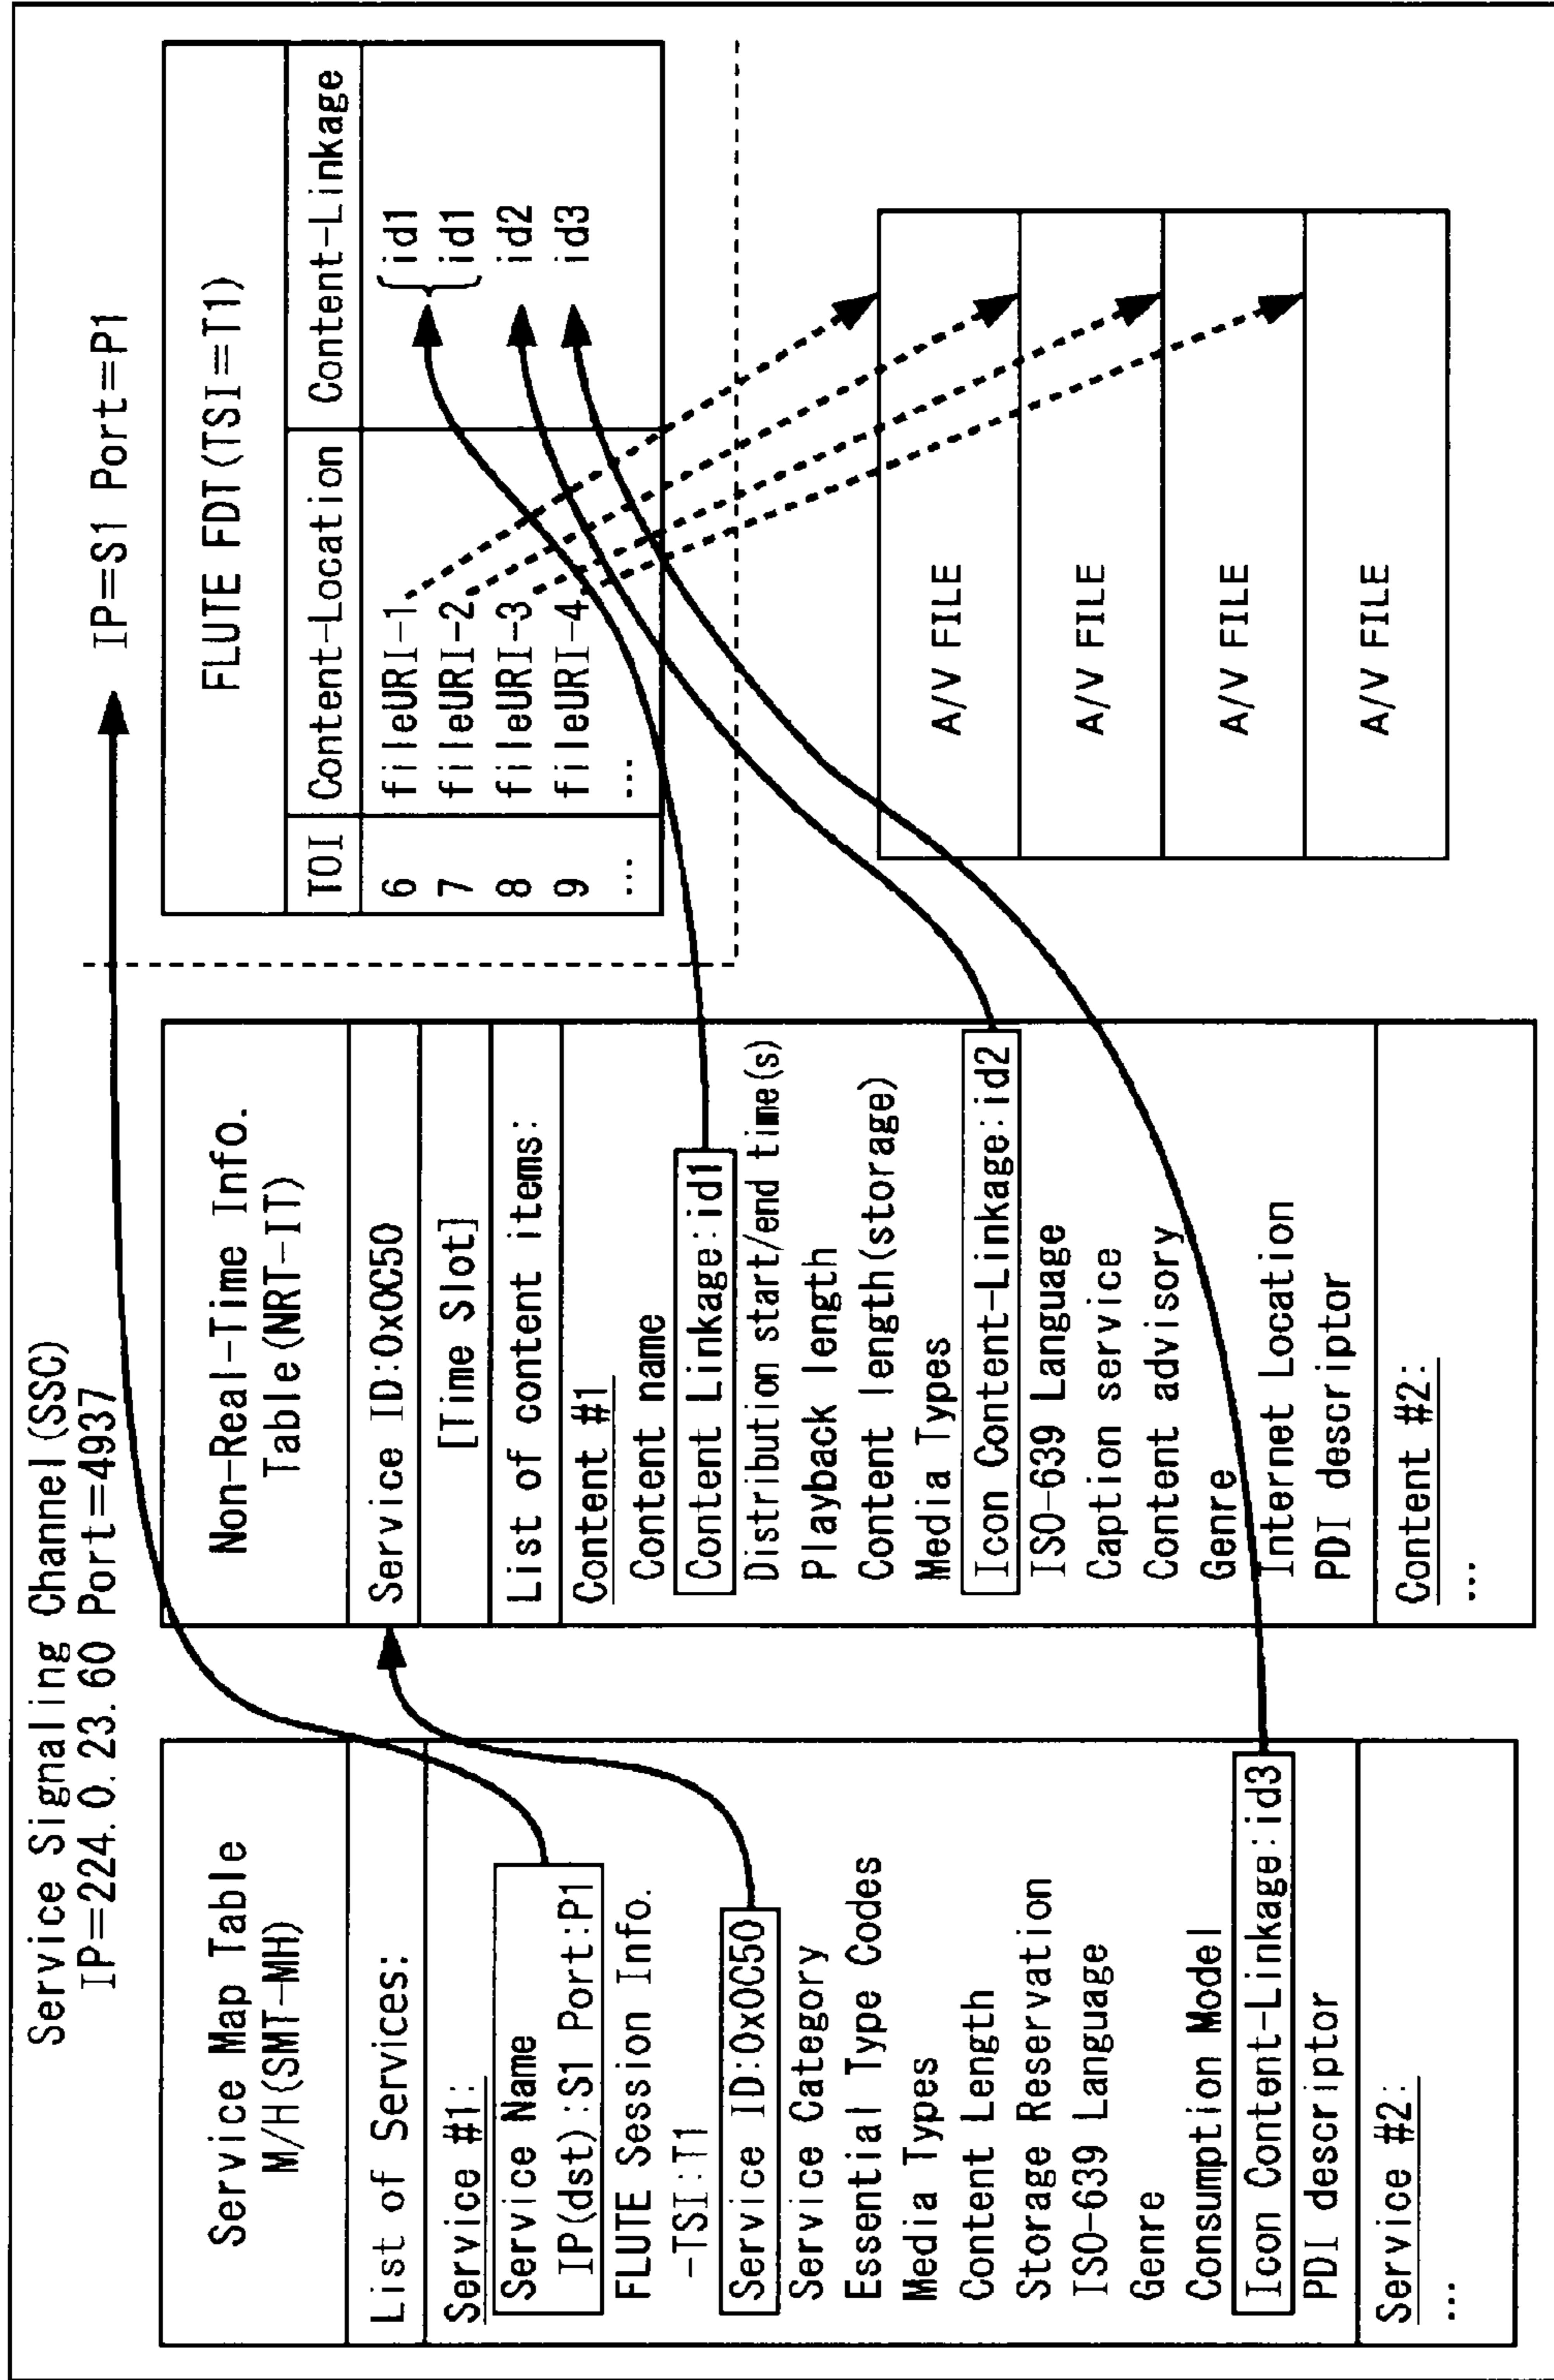 Service Signaling Channel (SSC)
IP=224.0.23.60 Port=4937
IP=S1 Port=P1
Service Map Table
M/H(SMT-MH)
List of Services:
Service #1:
Service Name
IP(dst):S1 Port:P1
FLUTE Session Info.
-TSI:T1
Service ID:0x0C50
Service Category
Essential Type Codes
Media Types
Content Length
Storage Reservation
ISO-639 Language
Genre
Consumption Model
Icon Content-Linkage:id3
PDI descriptor
Service #2:
...
Non-Real-Time Info.
Table(NRT-IT)
Service ID:0x0C50
[Time Slot]
List of content items:
Content #1
Content name
Content Linkage:id1
Distribution start/end time(s)
Playback length
Content length(storage)
Media Types
Icon Content-Linkage:id2
ISO-639 Language
Caption service
Content advisory
Genre
Internet Location
PDI descriptor
Content #2:
...
FLUTE FDT(TSI=T1)
TOI Content-Location Content-Linkage
6 fileURI-1 id1
7 fileURI-2 id1
8 fileURI-3 id2
9 fileURI-4 id3
... ...
A/V FILE
A/V FILE
A/V FILE
A/V FILE